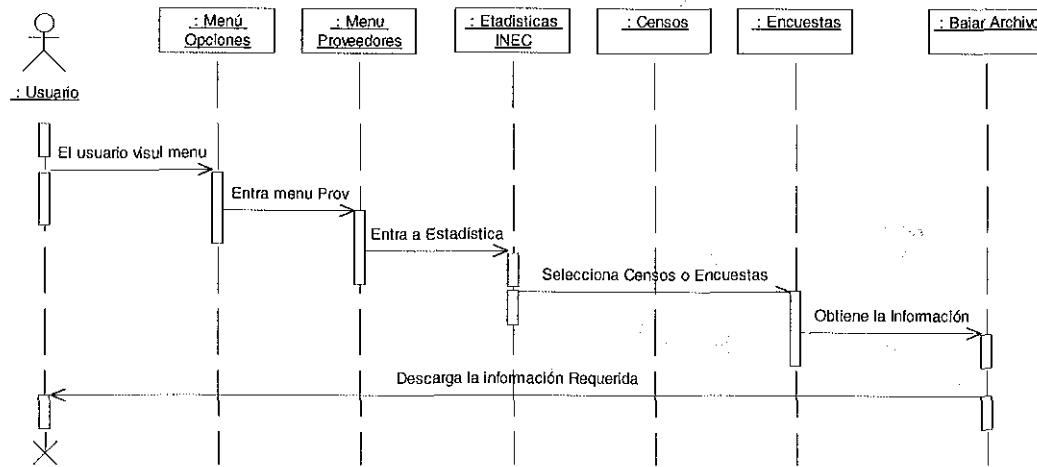 : Usuario
: Menú
Opciones
: Menu
Proveedores
: Etadisticas
INEC
: Censos
: Encuestas
: Bajar Archivo
El usuario visul menu
Entra menu Prov
Entra a Estadística
Selecciona Censos o Encuestas
Obtiene la Información
Descarga la información Requerida